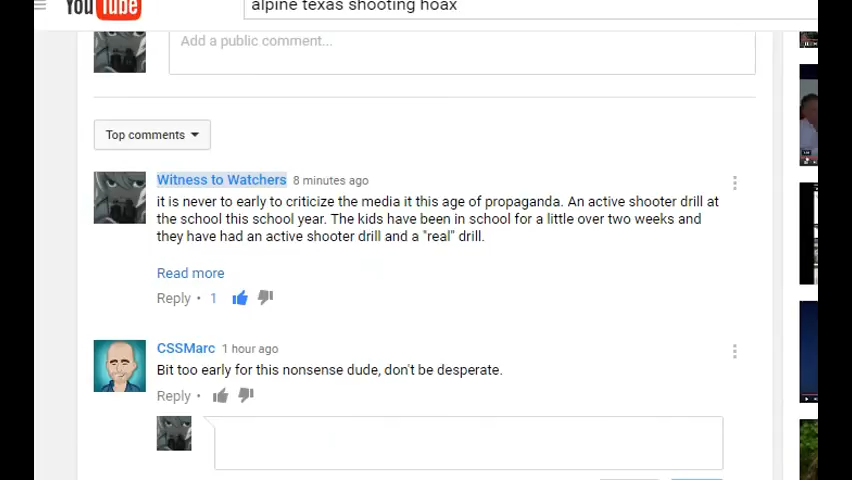 YouTube
alpine texas shooting hoax
Add a public comment...
Top comments
Witness to Watchers 8 minutes ago
it is never to early to criticize the media it this age of propaganda. An active shooter drill at
the school this school year. The kids have been in school for a little over two weeks and
they have had an active shooter drill and a "real" drill.
Read more
Reply • 1
CSSMarc 1 hour ago
Bit too early for this nonsense dude, don't be desperate.
Reply •